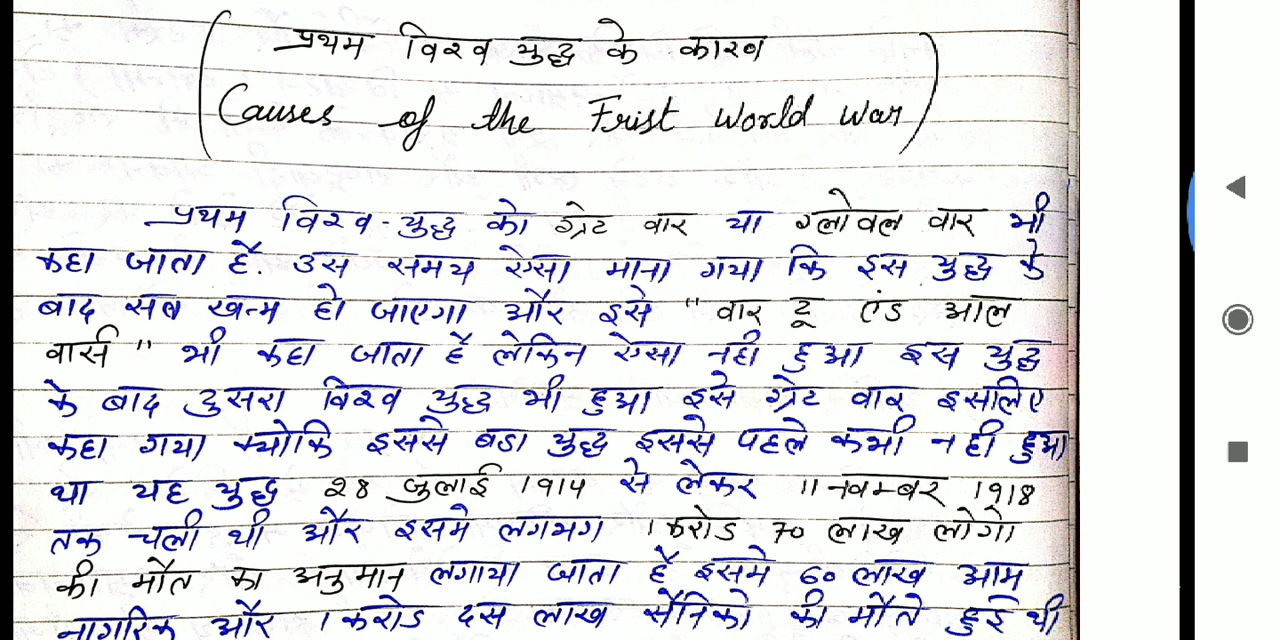 प्रथम विश्व युद्ध के कारण
Causes of the Frist World War
प्रथम विश्व-युद्ध को ग्रेट वार या ग्लोवल वार भी
कहा जाता है. उस समय ऐसा माना गया कि इस युद्ध के
बाद सब खत्म हो जाएगा और इसे "वार टू एंड ऑल
वार्स" भी कहा जाता है लेकिन ऐसा नही हुआ इस युद्ध
के बाद दुसरा विश्व युद्ध भी हुआ इसे ग्रेट वार इसलिए
कहा गया क्योकि इससे बडा युद्ध इससे पहले कभी नही हुआ
था यह युद्ध 28 जुलाई 1914 से लेकर 11 नवम्बर 1918
तक चली थी और इसमे लगभग 1 करोड 70 लाख लोगो
की मौत का अनुमान लगाया जाता है इसमे 60 लाख आम
नागरिक और 1 करोड दस लाख सैनिको की मौते हुई थी